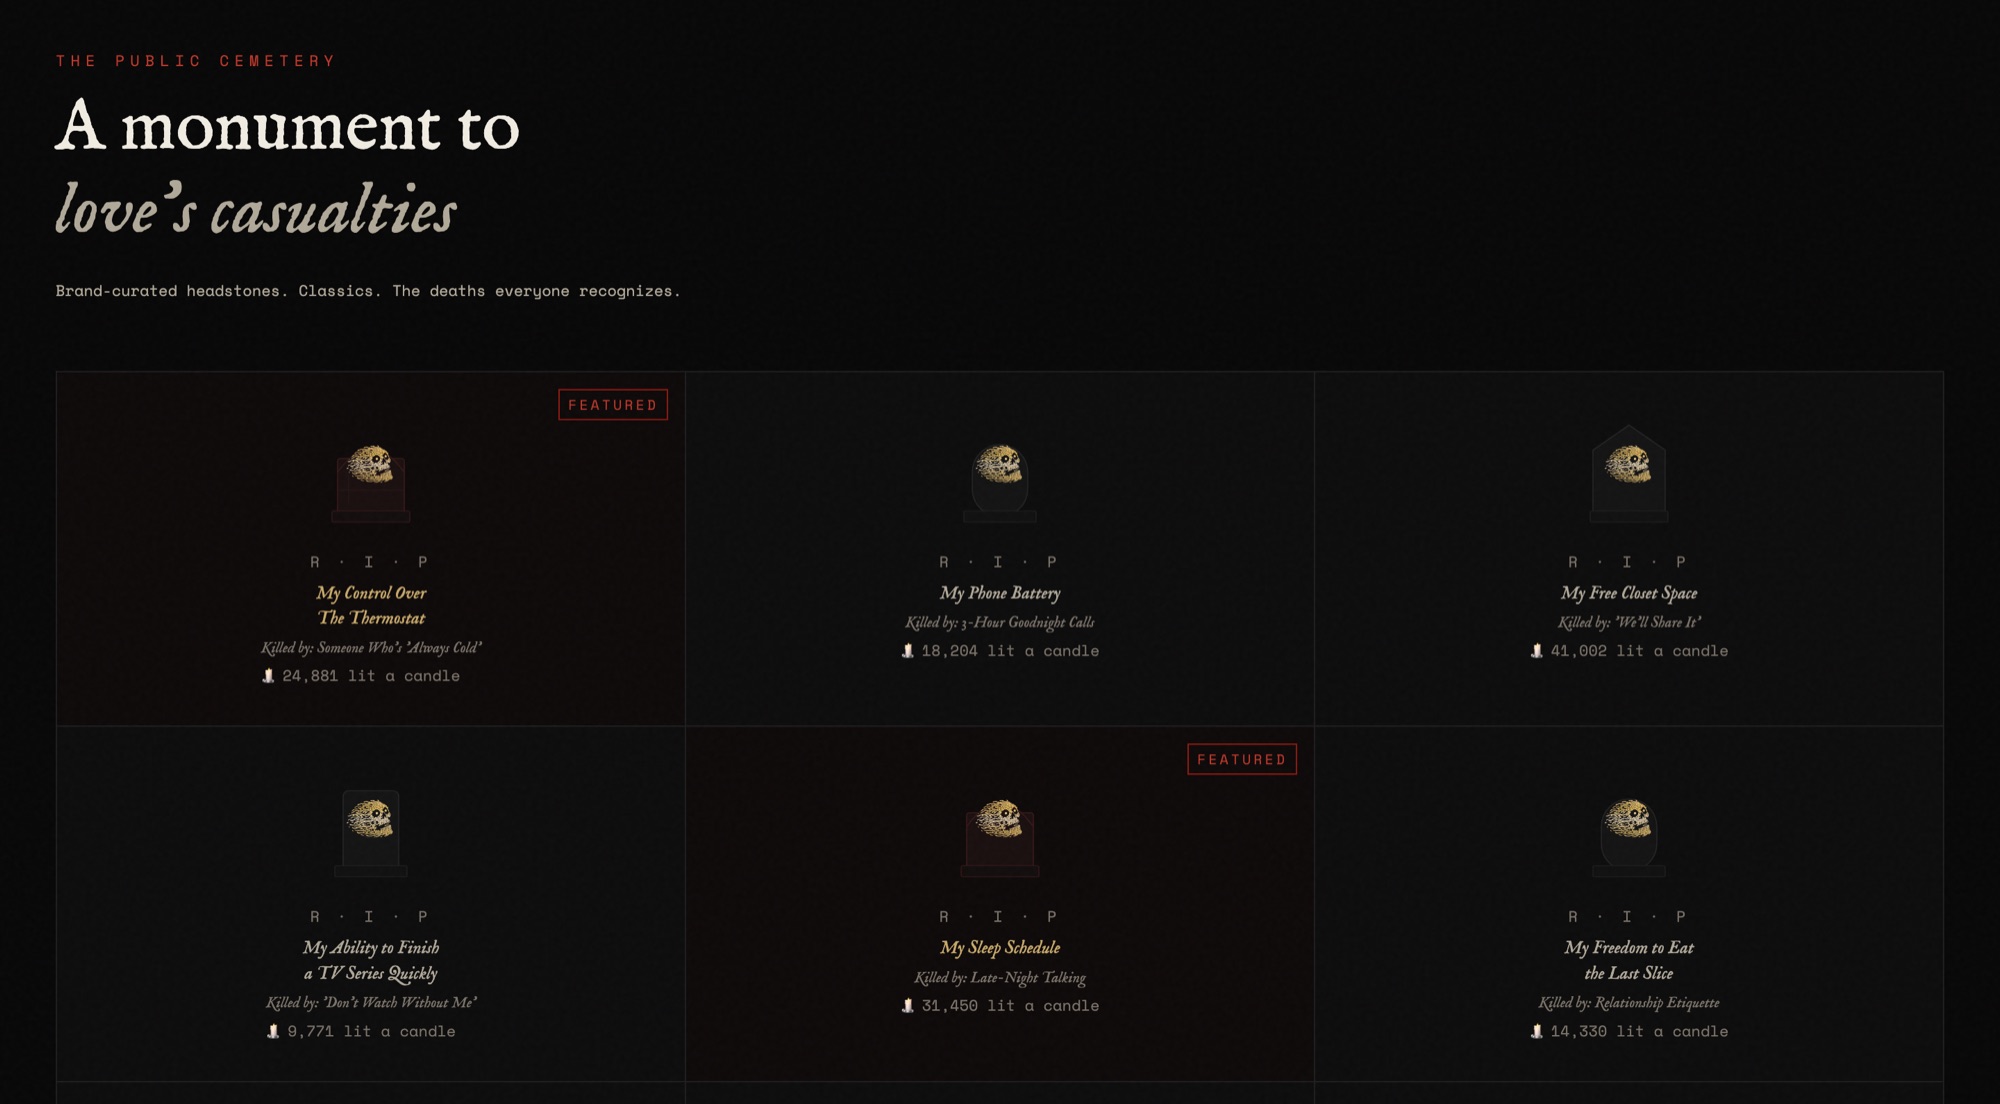 THE PUBLIC CEMETERY
A monument to
love's casualties
Brand-curated headstones. Classics. The deaths everyone recognizes.
FEATURED
R · I · P
My Control Over
The Thermostat
Killed by: Someone Who's 'Always Cold'
24,881 lit a candle
R · I · P
My Phone Battery
Killed by: 3-Hour Goodnight Calls
18,204 lit a candle
R · I · P
My Free Closet Space
Killed by: 'We'll Share It'
41,002 lit a candle
R · I · P
My Ability to Finish
a TV Series Quickly
Killed by: 'Don't Watch Without Me'
9,771 lit a candle
FEATURED
R · I · P
My Sleep Schedule
Killed by: Late-Night Talking
31,450 lit a candle
R · I · P
My Freedom to Eat
the Last Slice
Killed by: Relationship Etiquette
14,330 lit a candle